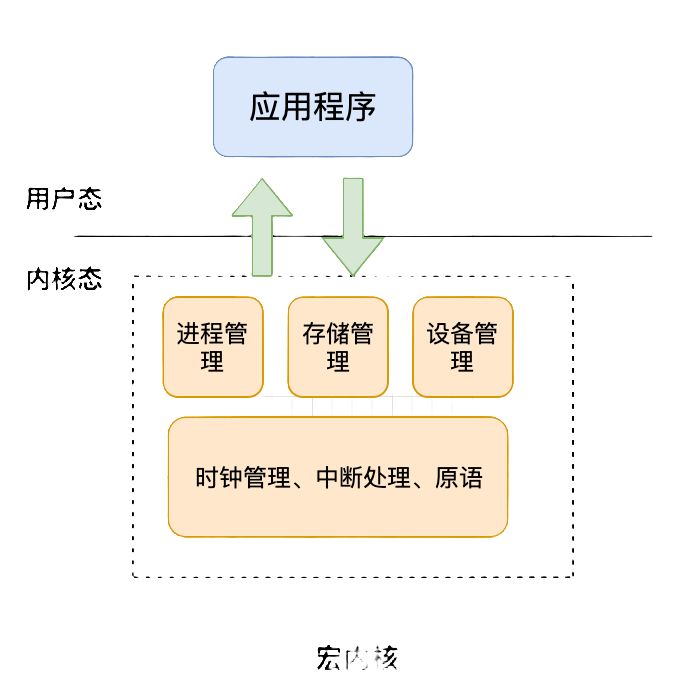 应用程序
用户态
内核态
进程管
理
存储管
理
设备管
理
时钟管理、中断处理、原语
宏内核